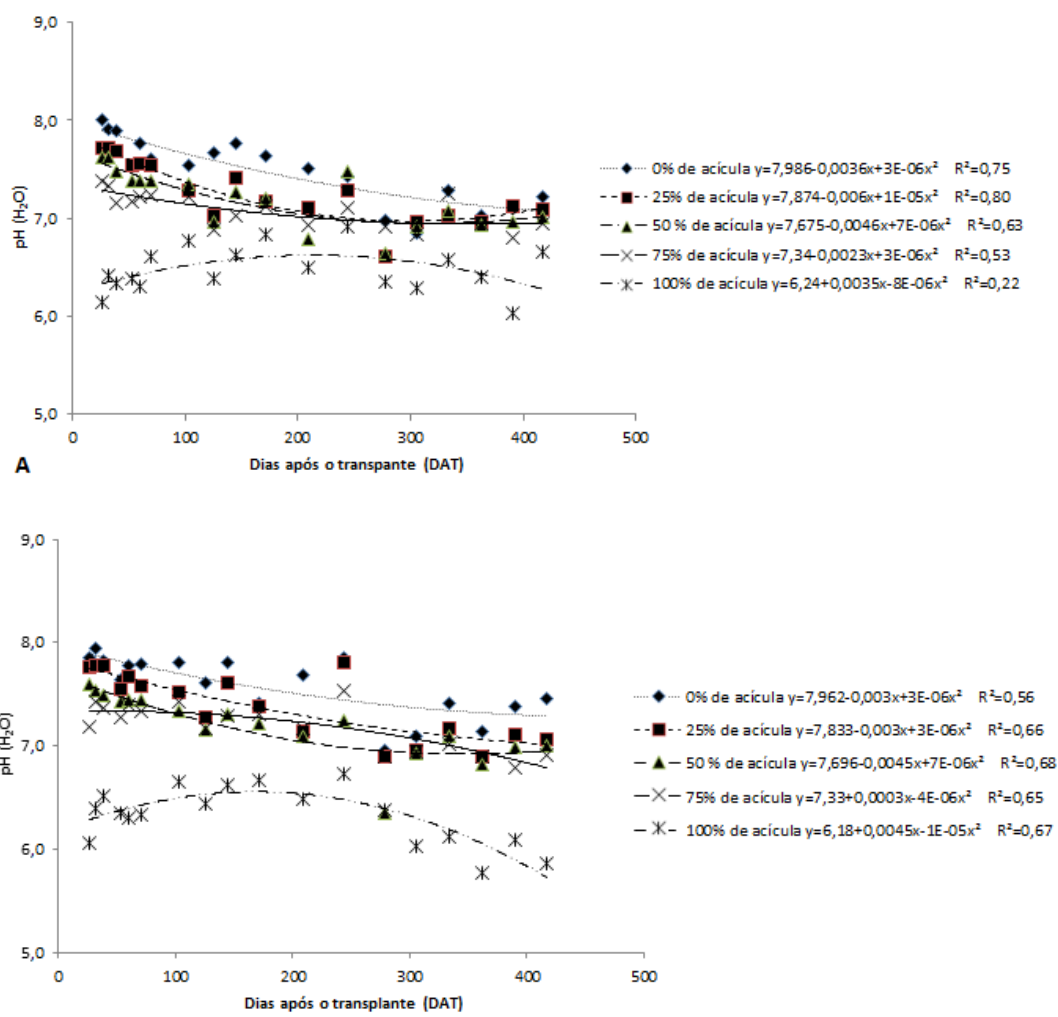 9,0
8,0
7,0
6,0
5,0
pH (H₂O)
0 100 200 300 400 500
Dias após o transpante (DAT)
A
0% de acícula y=7,986-0,0036x+3E-06x² R²=0,75
25% de acícula y=7,874-0,006x+1E-05x² R²=0,80
50 % de acícula y=7,675-0,0046x+7E-06x² R²=0,63
75% de acícula y=7,34-0,0023x+3E-06x² R²=0,53
100% de acícula y=6,24+0,0035x-8E-06x² R²=0,22
9,0
8,0
7,0
6,0
5,0
pH (H₂O)
0 100 200 300 400 500
Dias após o transplante (DAT)
0% de acícula y=7,962-0,003x+3E-06x² R²=0,56
25% de acícula y=7,833-0,003x+3E-06x² R²=0,66
50 % de acícula y=7,696-0,0045x+7E-06x² R²=0,68
75% de acícula y=7,33+0,0003x-4E-06x² R²=0,65
100% de acícula y=6,18+0,0045x-1E-05x² R²=0,67